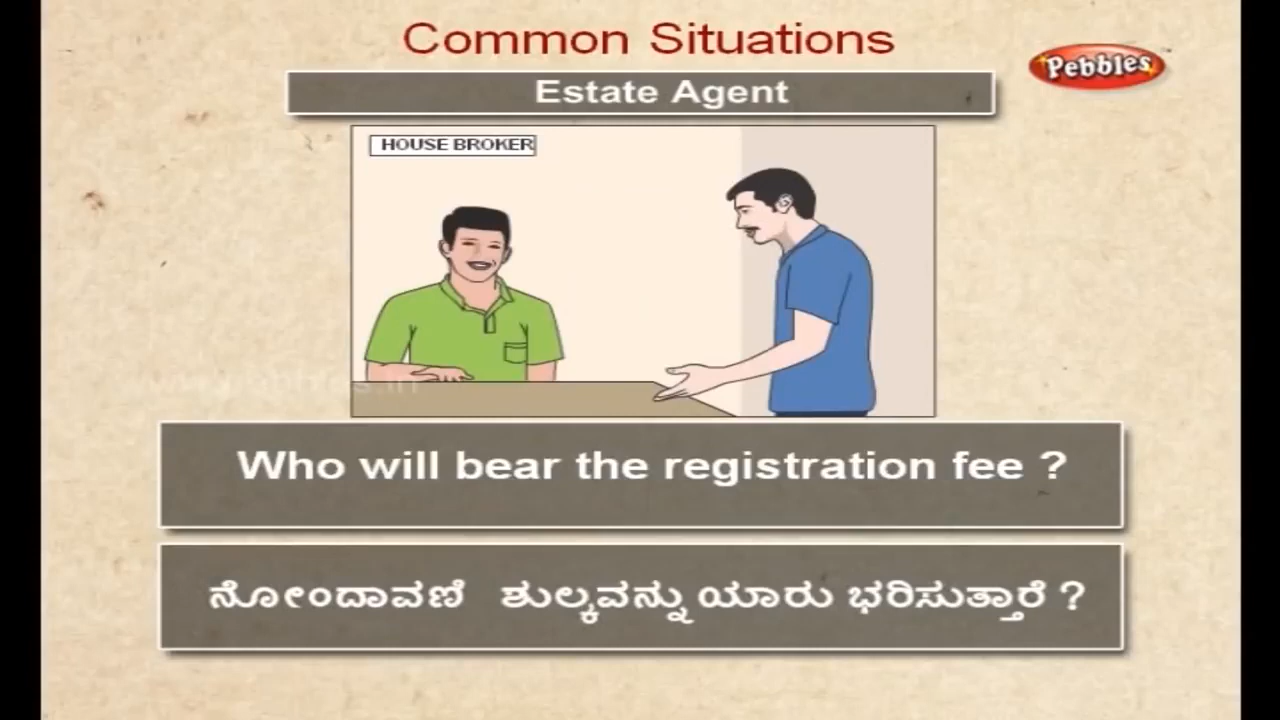 Common Situations
Pebbles
Estate Agent
HOUSE BROKER
Who will bear the registration fee ?
ನೋಂದಾವಣಿ ಶುಲ್ಕವನ್ನು ಯಾರು ಭರಿಸುತ್ತಾರೆ ?